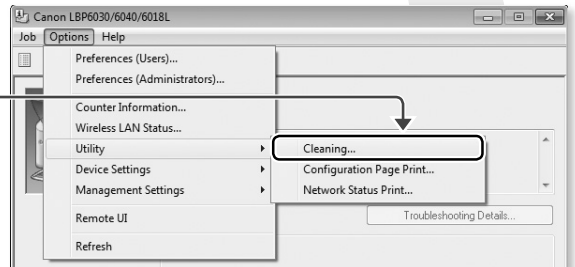 Canon LBP6030/6040/6018L
Job Options Help
Preferences (Users)...
Preferences (Administrators)...
Counter Information...
Wireless LAN Status...
Utility
Device Settings
Management Settings
Remote UI
Refresh
Cleaning...
Configuration Page Print...
Network Status Print...
Troubleshooting Details...